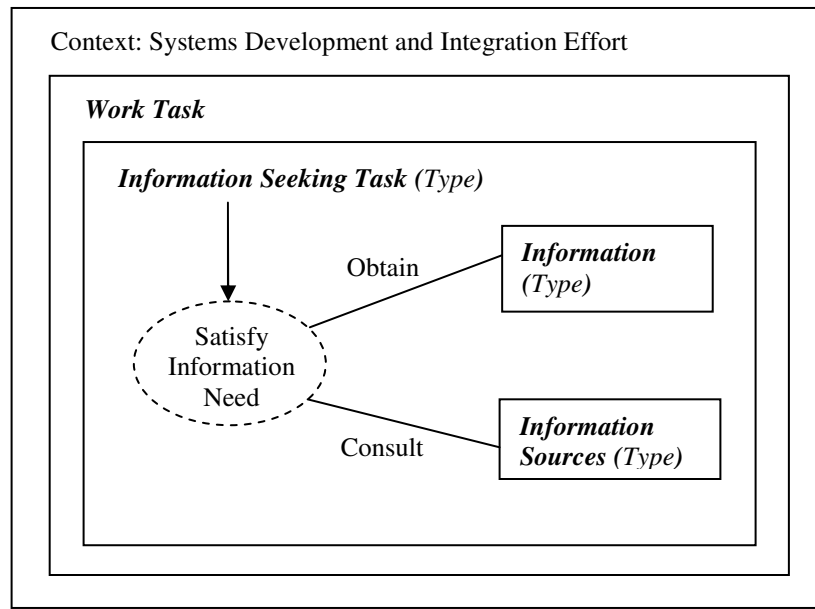 Context: Systems Development and Integration Effort
Work Task
Information Seeking Task (Type)
Obtain
Information
(Type)
Satisfy
Information
Need
Consult
Information
Sources (Type)